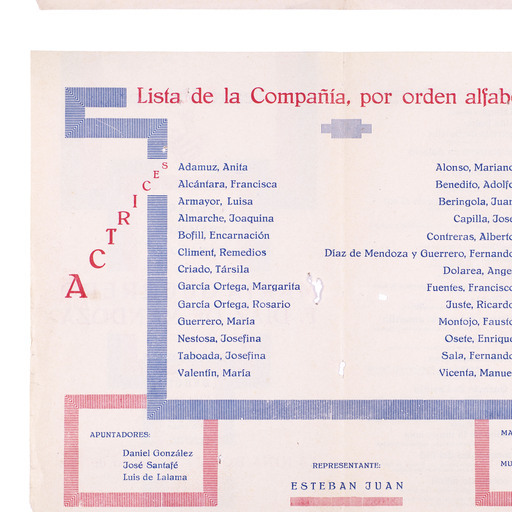 Lista de la Compañía, por orden alfab
ACTRICES
Adamuz, Anita
Alcántara, Francisca
Armayor, Luisa
Almarche, Joaquina
Bofill, Encarnación
Climent, Remedios
Criado, Társila
García Ortega, Margarita
García Ortega, Rosario
Guerrero, María
Nestosa, Josefina
Taboada, Josefina
Valentín, María
Alonso, Mariano
Benedito, Adolfo
Beringola, Juan
Capilla, José
Contreras, Alberto
Díaz de Mendoza y Guerrero, Fernando
Dolarea, Angel
Fuentes, Francisco
Juste, Ricardo
Montojo, Fausto
Osete, Enrique
Sala, Fernando
Vicenta, Manuel
APUNTADORES:
Daniel González
José Santafé
Luis de Lalama
REPRESENTANTE:
ESTEBAN JUAN
MA
MU